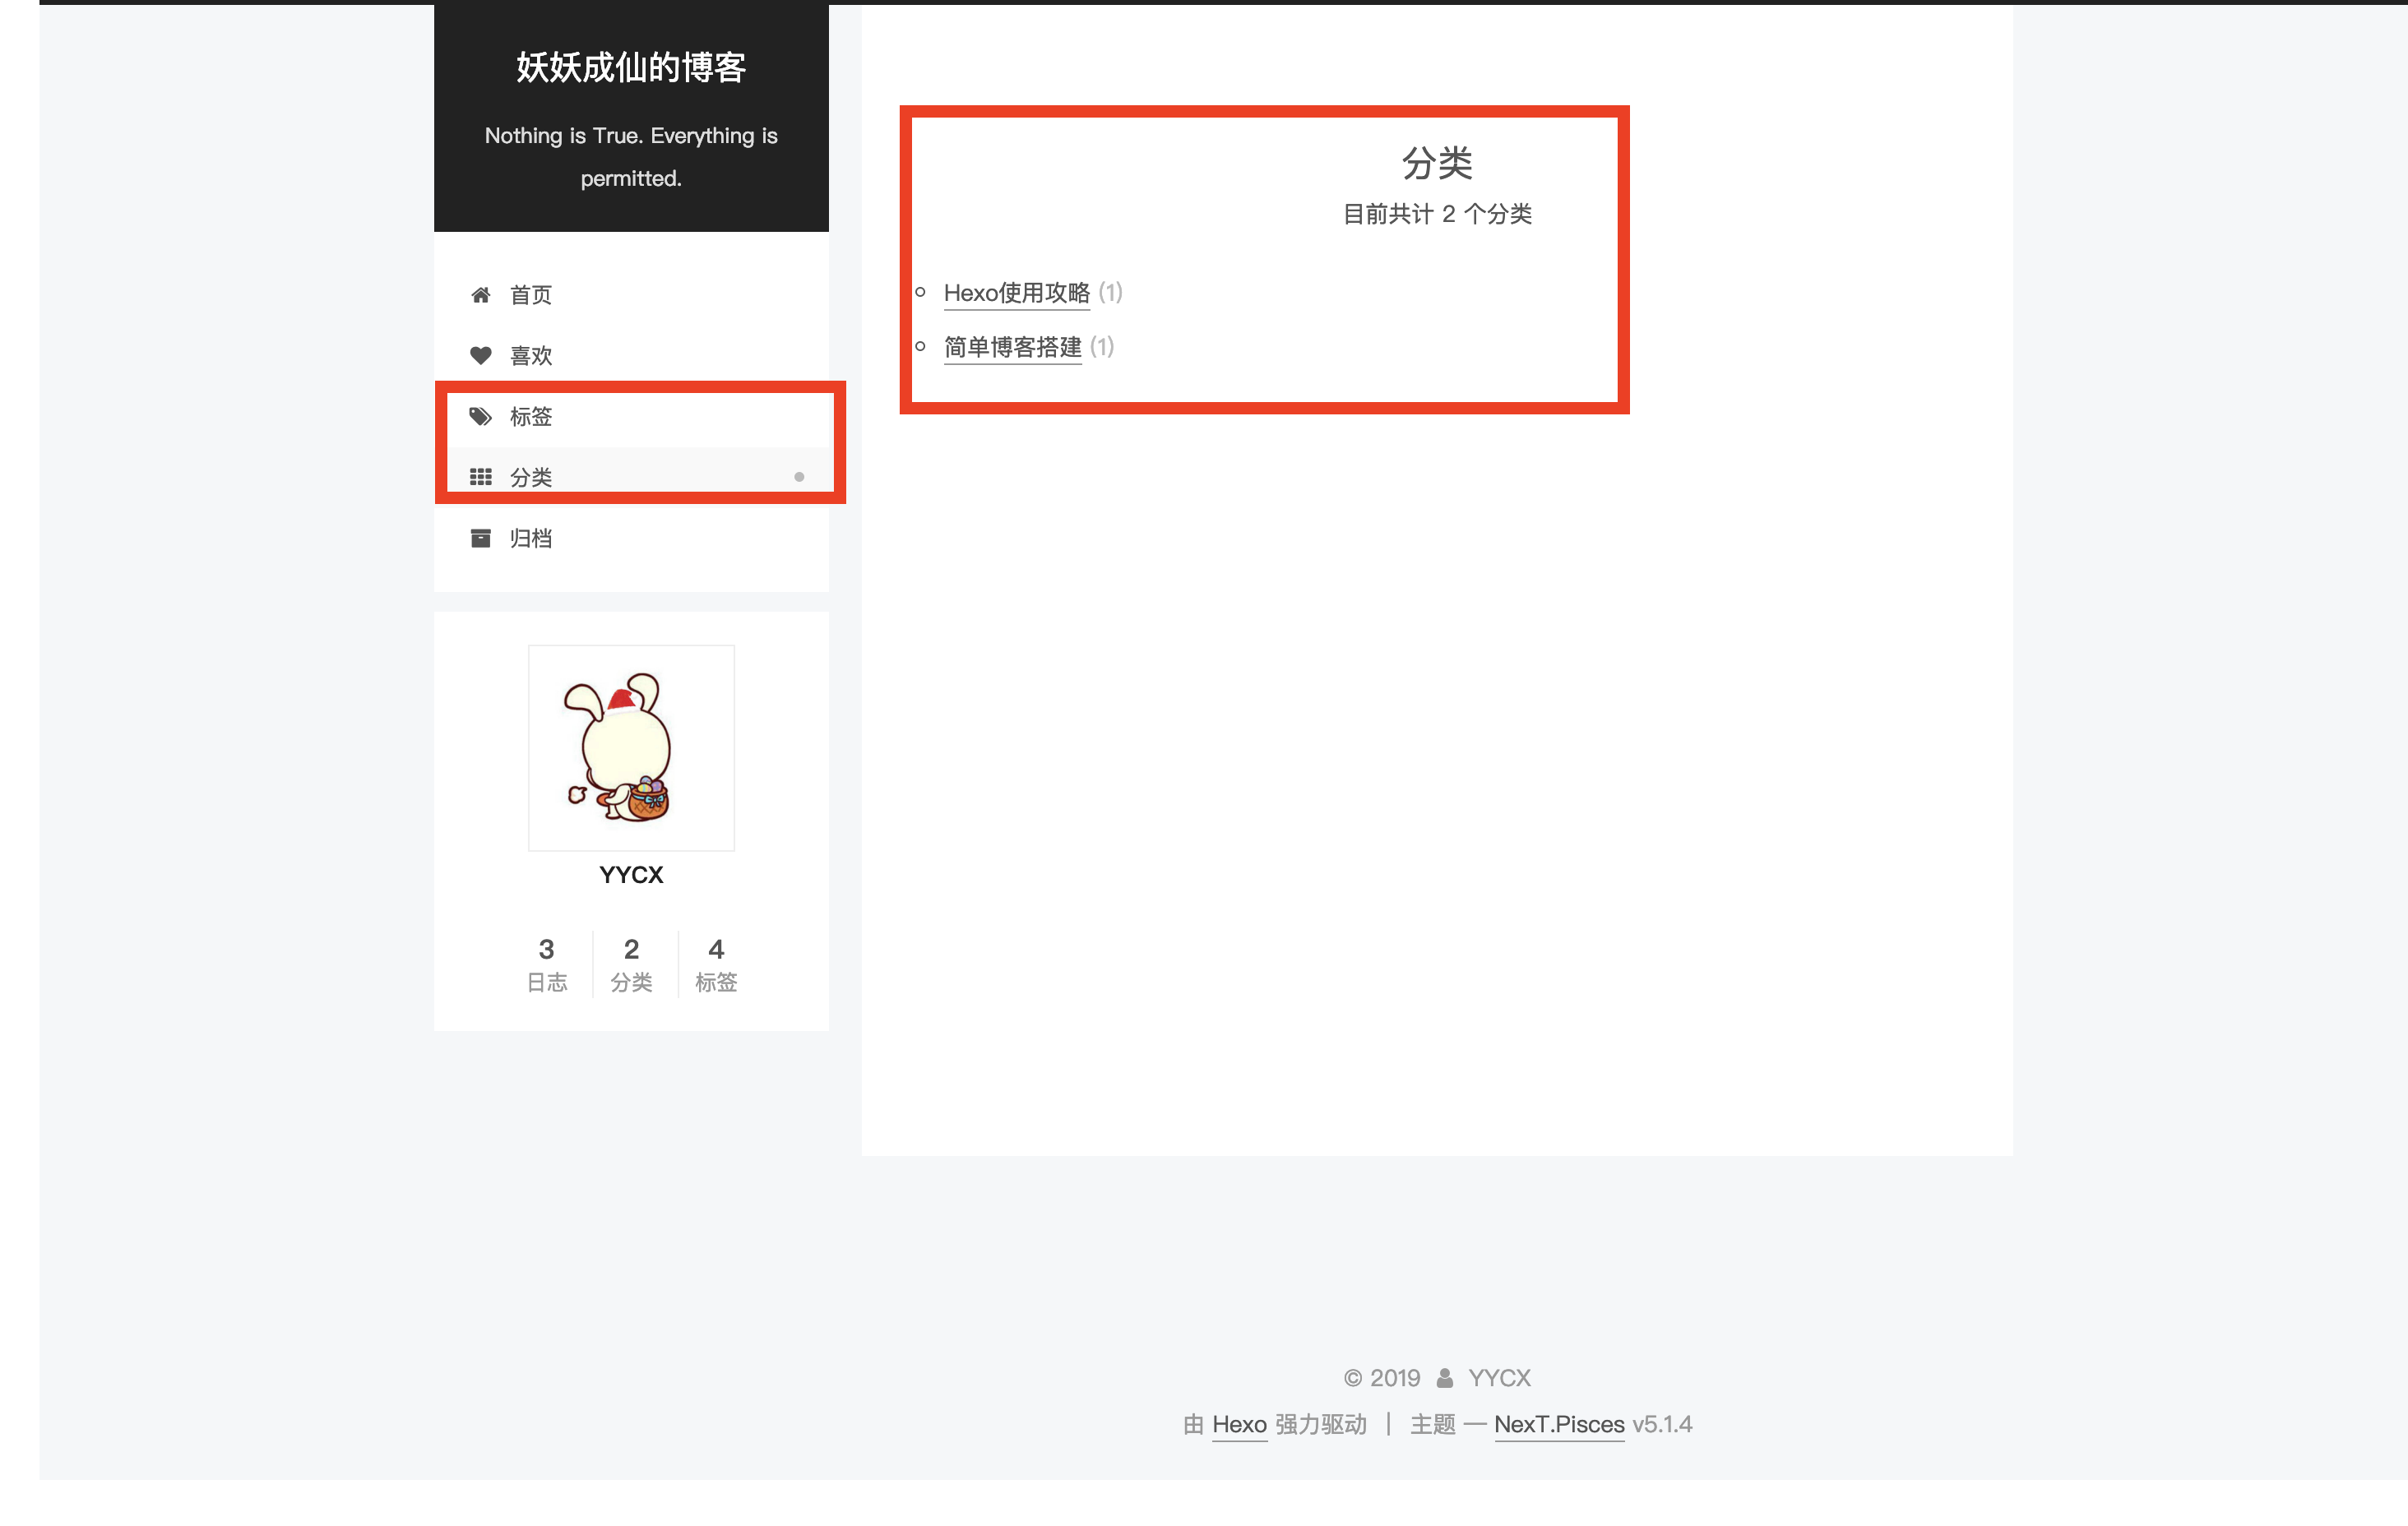 妖妖成仙的博客
Nothing is True. Everything is
permitted.
首页
喜欢
标签
分类
归档
YYCX
3 2 4
日志 分类 标签
分类
目前共计 2 个分类
Hexo使用攻略 (1)
简单博客搭建 (1)
© 2019 YYCX
由 Hexo 强力驱动 | 主题 — NexT.Pisces v5.1.4